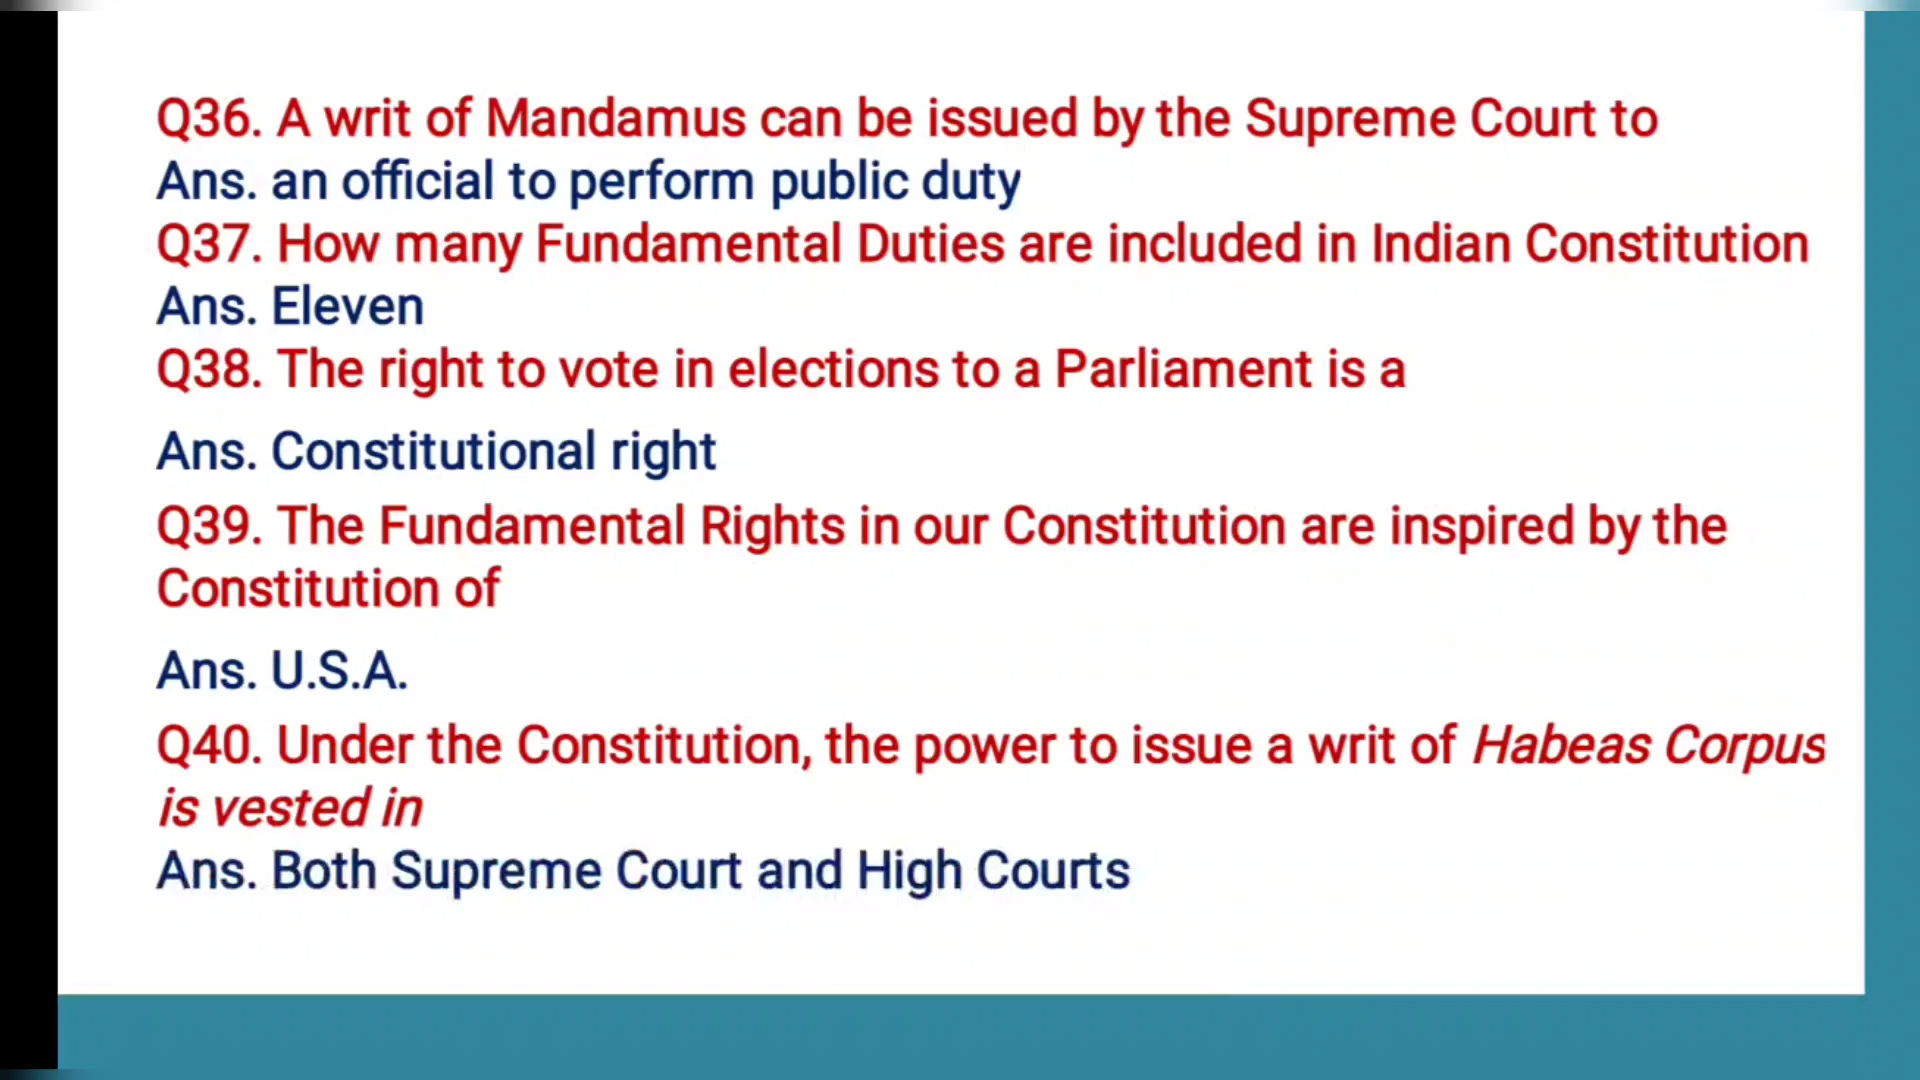 Q36. A writ of Mandamus can be issued by the Supreme Court to
Ans. an official to perform public duty
Q37. How many Fundamental Duties are included in Indian Constitution
Ans. Eleven
Q38. The right to vote in elections to a Parliament is a
Ans. Constitutional right
Q39. The Fundamental Rights in our Constitution are inspired by the
Constitution of
Ans. U.S.A.
Q40. Under the Constitution, the power to issue a writ of Habeas Corpus
is vested in
Ans. Both Supreme Court and High Courts